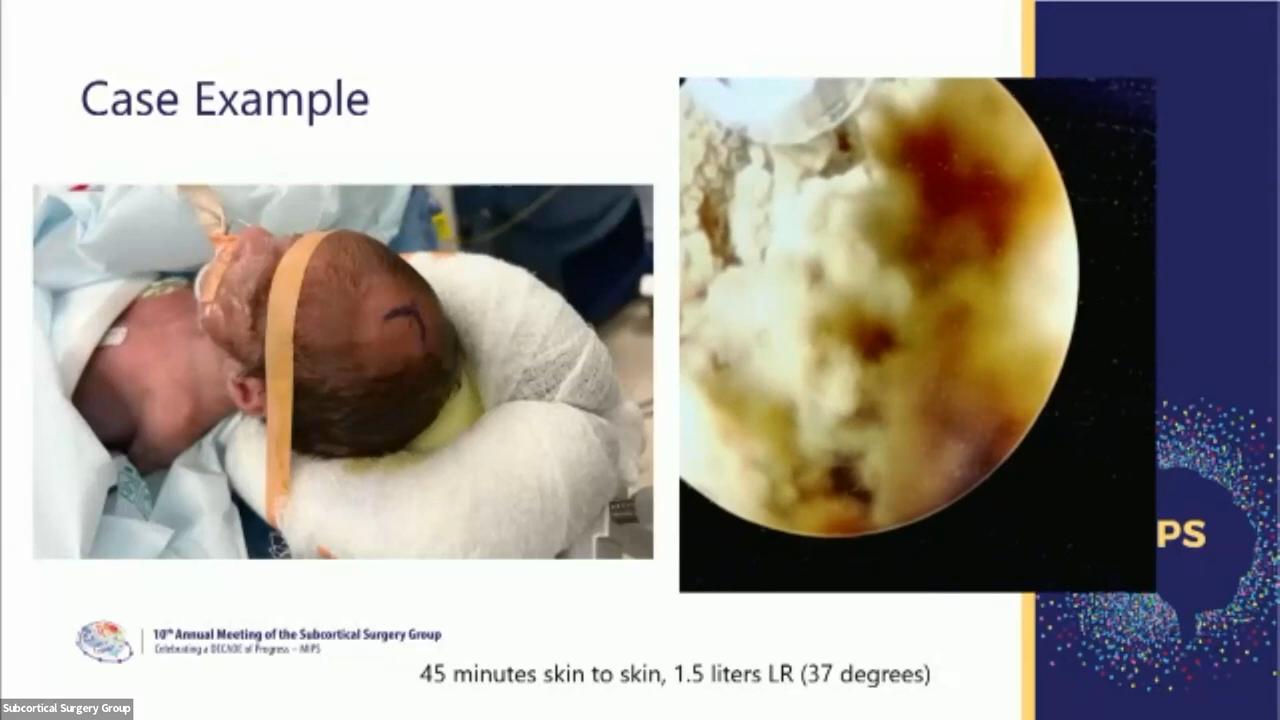 Case Example
PS
10th Annual Meeting of the Subcortical Surgery Group
Celebrating a DECADE of Progress – MIPS
45 minutes skin to skin, 1.5 liters LR (37 degrees)
Subcortical Surgery Group